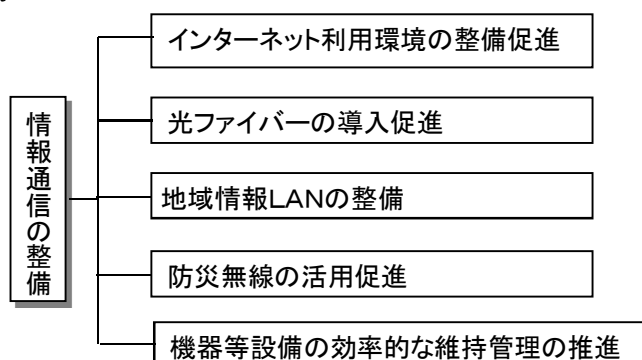 情報通信の整備
インターネット利用環境の整備促進
光ファイバーの導入促進
地域情報LANの整備
防災無線の活用促進
機器等設備の効率的な維持管理の推進